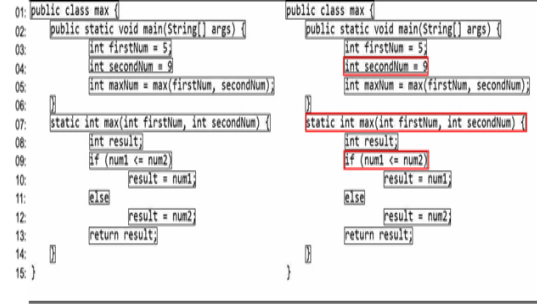 01: public class max {
02: public static void main(String[] args) {
03: int firstNum = 5;
04: int secondNum = 9
05: int maxNum = max(firstNum, secondNum);
06: }
07: static int max(int firstNum, int secondNum) {
08: int result;
09: if (num1 <= num2)
10: result = num1;
11: else
12: result = num2;
13: return result;
14: }
15: }
public class max {
public static void main(String[] args) {
int firstNum = 5;
int secondNum = 9
int maxNum = max(firstNum, secondNum);
}
static int max(int firstNum, int secondNum) {
int result;
if (num1 <= num2)
result = num1;
else
result = num2;
return result;
}
}